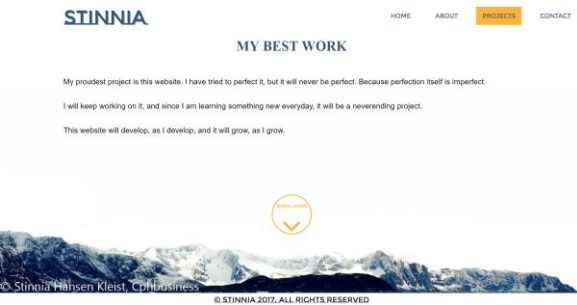 STINNIA
HOME ABOUT PROJECTS CONTACT
MY BEST WORK
My proudest project is this website. I have tried to perfect it, but it will never be perfect. Because perfection itself is imperfect.
I will keep working on it, and since I am learning something new everyday, it will be a neverending project.
This website will develop, as I develop, and it will grow, as I grow.
SCROLL DOWN
© Stinnia Hansen Kleist, Cphbusiness
© STINNIA 2017, ALL RIGHTS RESERVED